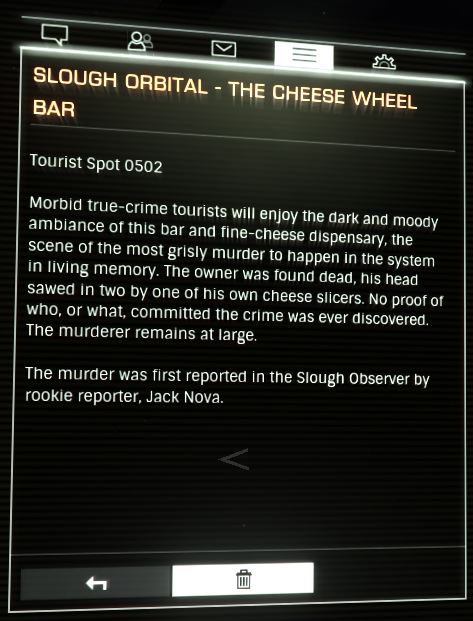 SLOUGH ORBITAL - THE CHEESE WHEEL
BAR
Tourist Spot 0502
Morbid true-crime tourists will enjoy the dark and moody
ambiance of this bar and fine-cheese dispensary, the
scene of the most grisly murder to happen in the system
in living memory. The owner was found dead, his head
sawed in two by one of his own cheese slicers. No proof of
who, or what, committed the crime was ever discovered.
The murderer remains at large.
The murder was first reported in the Slough Observer by
rookie reporter, Jack Nova.